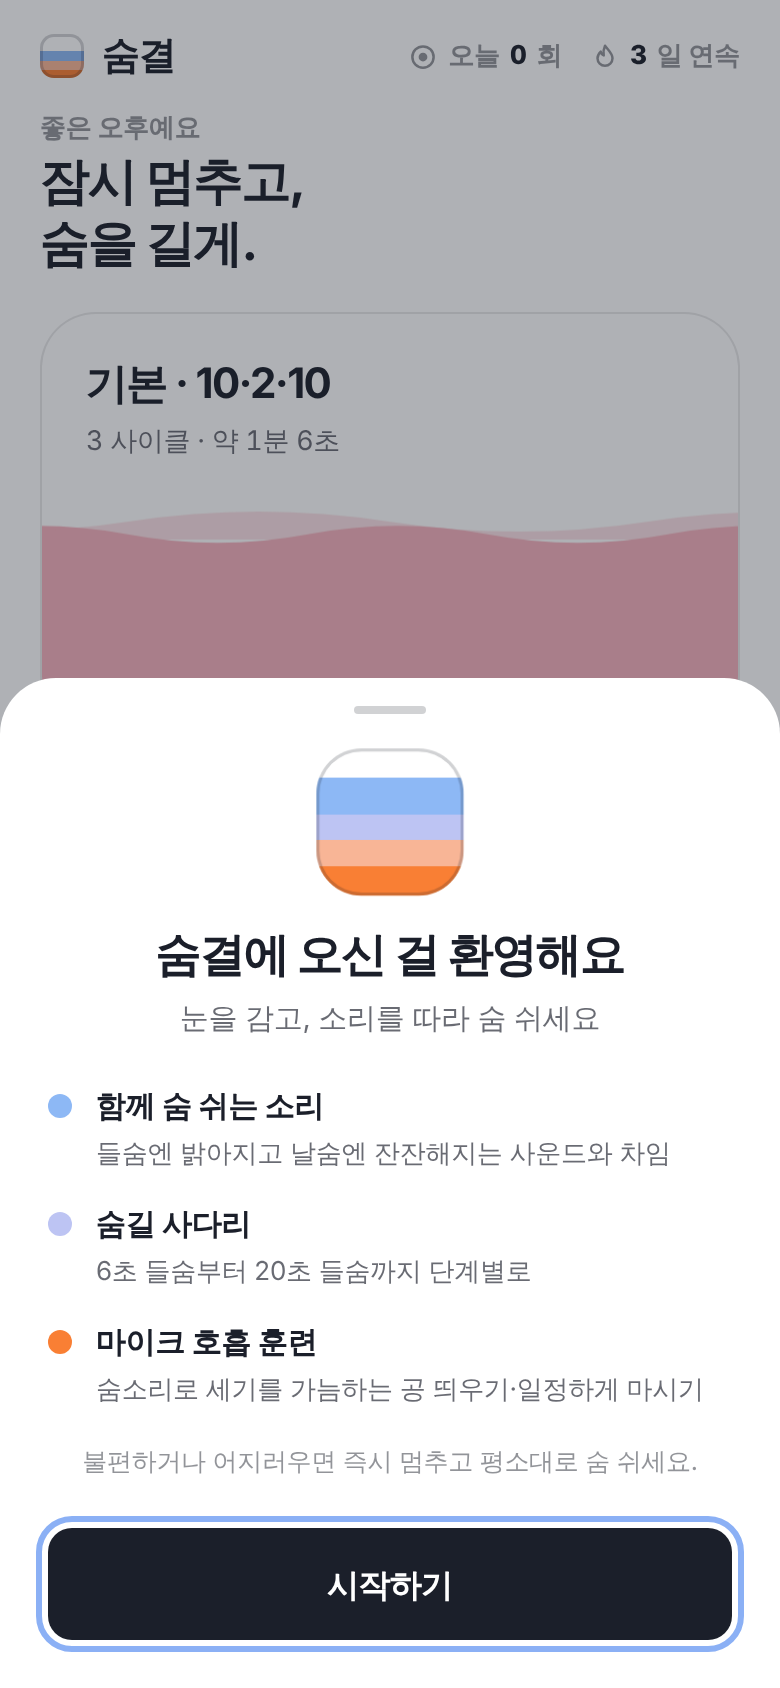 숨결
오늘 0 회
3 일 연속
좋은 오후예요
잠시 멈추고,
숨을 길게.
기본 · 10·2·10
3 사이클 · 약 1분 6초
숨결에 오신 걸 환영해요
눈을 감고, 소리를 따라 숨 쉬세요
함께 숨 쉬는 소리
들숨엔 밝아지고 날숨엔 잔잔해지는 사운드와 차임
숨길 사다리
6초 들숨부터 20초 들숨까지 단계별로
마이크 호흡 훈련
숨소리로 세기를 가늠하는 공 띄우기·일정하게 마시기
불편하거나 어지러우면 즉시 멈추고 평소대로 숨 쉬세요.
시작하기